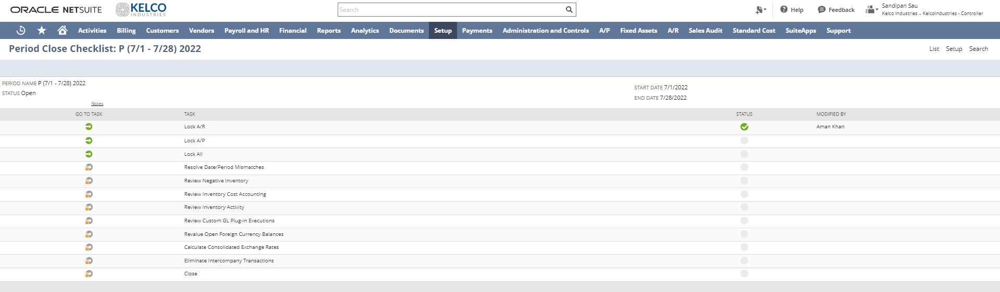 ORACLE NETSUITE
KELCO
INDUSTRIES
Search
Help
Feedback
Sandipan Sau
Kelco Industries - KelcoIndustries - Controller
Activities Billing Customers Vendors Payroll and HR Financial Reports Analytics Documents Setup Payments Administration and Controls A/P Fixed Assets A/R Sales Audit Standard Cost SuiteApps Support
Period Close Checklist: P (7/1 - 7/28) 2022
List Setup Search
PERIOD NAME P (7/1 - 7/28) 2022
STATUS Open
START DATE 7/1/2022
END DATE 7/28/2022
Notes
GO TO TASK TASK STATUS MODIFIED BY
Lock A/R Aman Khan
Lock A/P
Lock All
Resolve Date/Period Mismatches
Review Negative Inventory
Review Inventory Cost Accounting
Review Inventory Activity
Review Custom GL Plug-in Executions
Revalue Open Foreign Currency Balances
Calculate Consolidated Exchange Rates
Eliminate Intercompany Transactions
Close